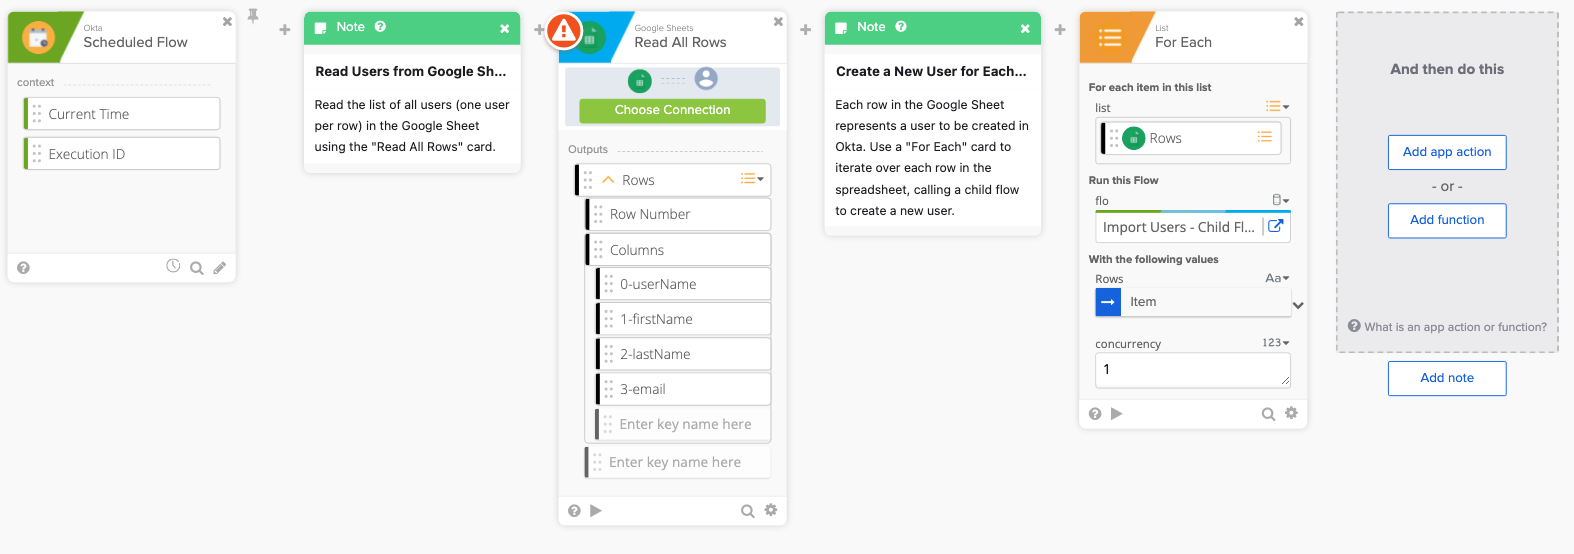 Okta
Scheduled Flow
context
Current Time
Execution ID
Note
Read Users from Google Sh...
Read the list of all users (one user
per row) in the Google Sheet
using the "Read All Rows" card.
Google Sheets
Read All Rows
Choose Connection
Outputs
Rows
Row Number
Columns
0-userName
1-firstName
2-lastName
3-email
Enter key name here
Enter key name here
Note
Create a New User for Each...
Each row in the Google Sheet
represents a user to be created in
Okta. Use a "For Each" card to
iterate over each row in the
spreadsheet, calling a child flow
to create a new user.
List
For Each
For each item in this list
list
Rows
Run this Flow
flo
Import Users - Child Fl...
With the following values
Rows
Aa
Item
concurrency
123
1
And then do this
Add app action
- or -
Add function
What is an app action or function?
Add note